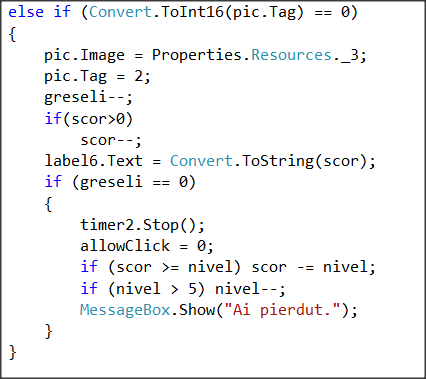 else if (Convert.ToInt16(pic.Tag) == 0)
{
pic.Image = Properties.Resources._3;
pic.Tag = 2;
greseli--;
if(scor>0)
scor--;
label6.Text = Convert.ToString(scor);
if (greseli == 0)
{
timer2.Stop();
allowClick = 0;
if (scor >= nivel) scor -= nivel;
if (nivel > 5) nivel--;
MessageBox.Show("Ai pierdut.");
}
}